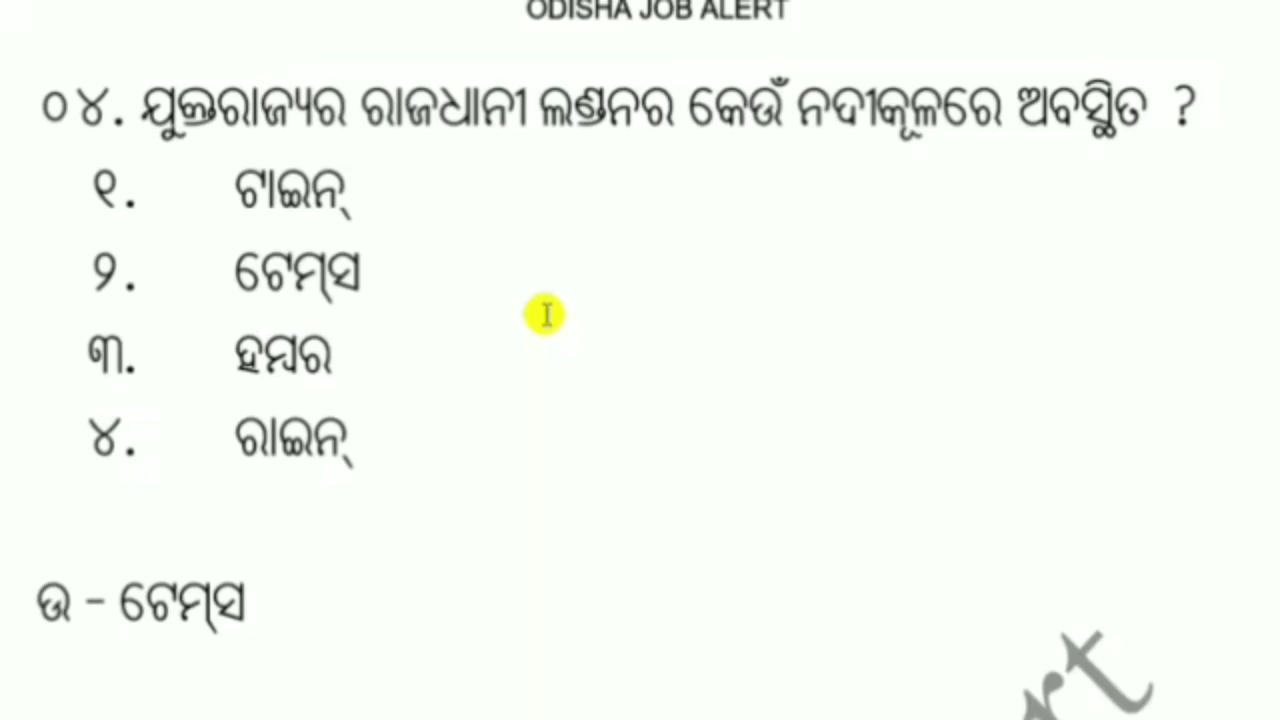 ODISHA JOB ALERT
୦୪. ଯୁକ୍ତରାଜ୍ୟର ରାଜଧାନୀ ଲଣ୍ଡନର କେଉଁ ନଦୀକୂଳରେ ଅବସ୍ଥିତ ?
୧. ଟାଇନ୍
୨. ଟେମ୍ସ
୩. ହମ୍ବର
୪. ରାଇନ୍
ଉ - ଟେମ୍ସ